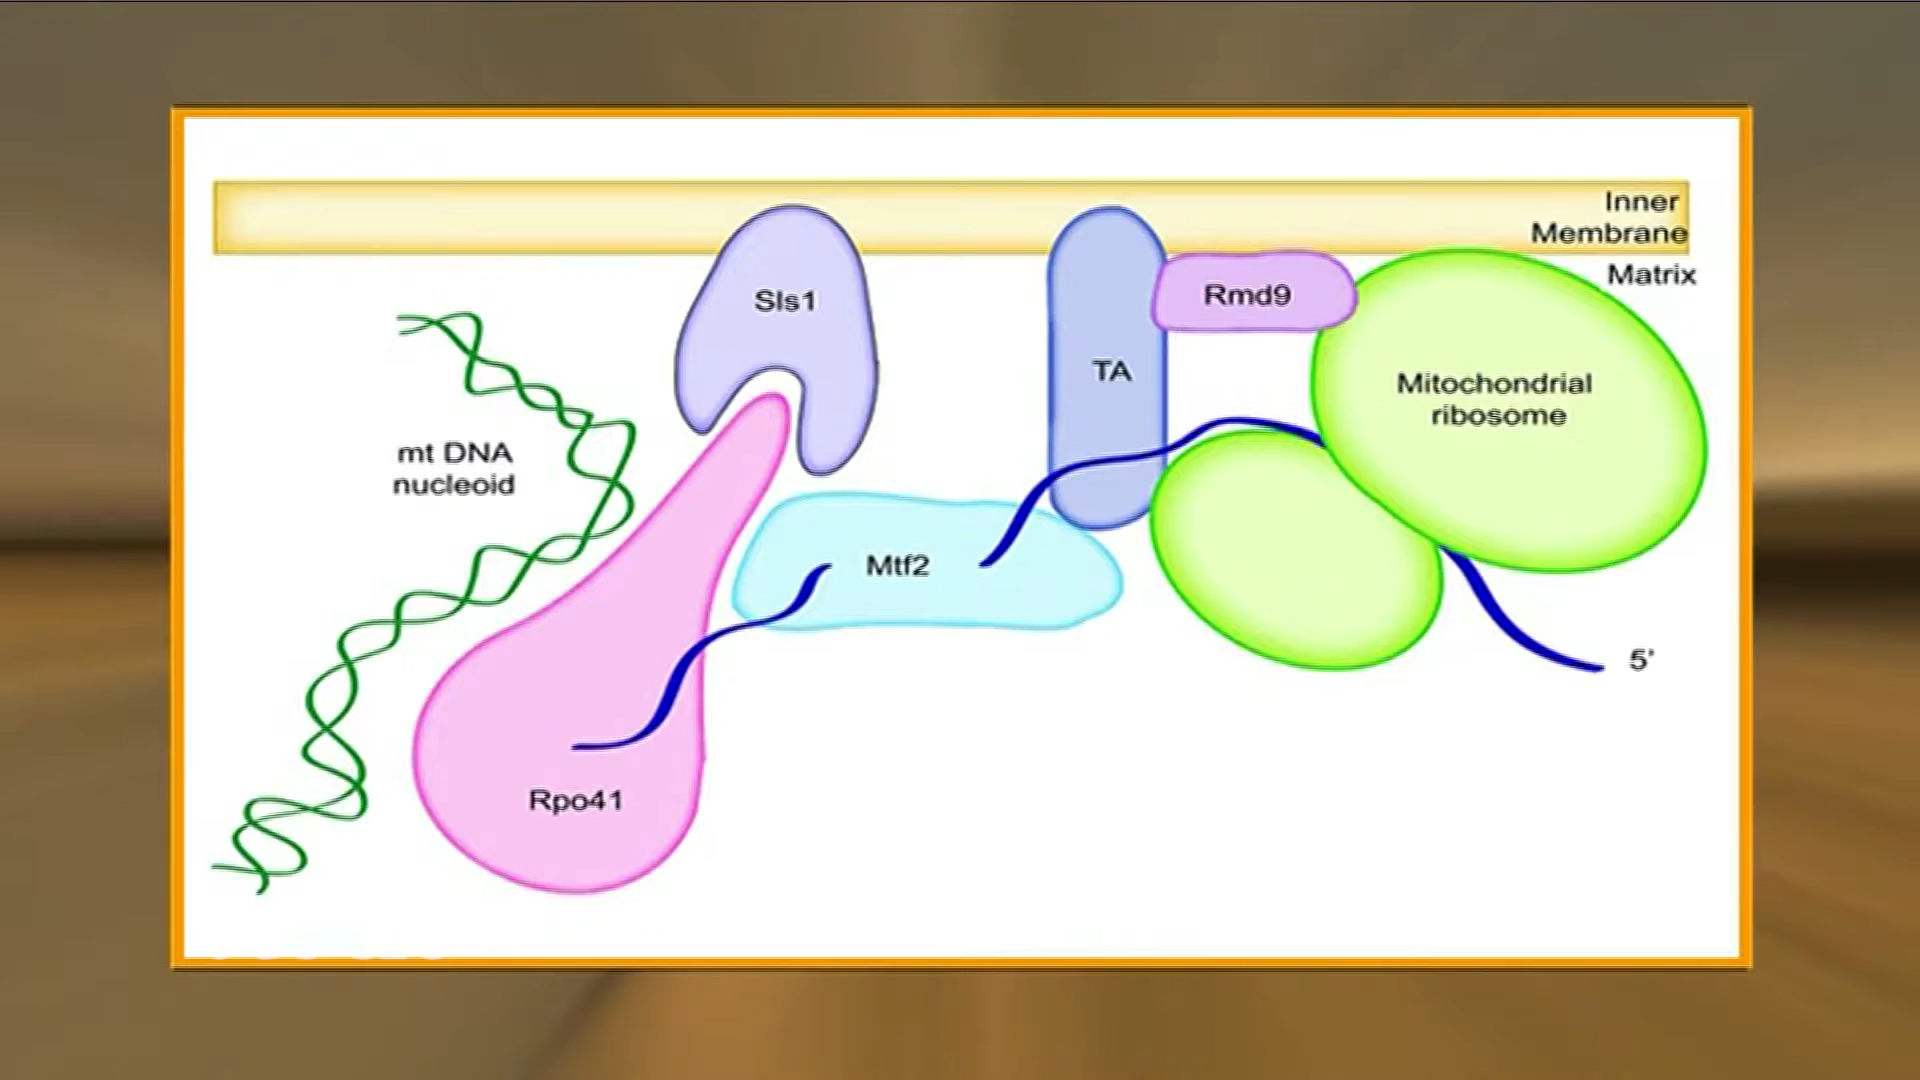 Inner
Membrane
Matrix
Sls1
Rmd9
TA
Mitochondrial
ribosome
mt DNA
nucleoid
Mtf2
5'
Rpo41